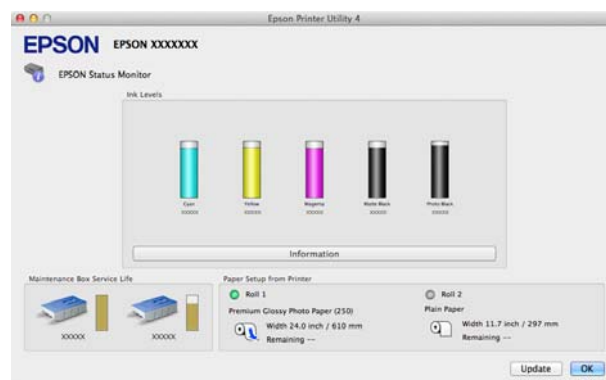 Epson Printer Utility 4
EPSON EPSON XXXXXXX
EPSON Status Monitor
Ink Levels
Cyan Yellow Magenta Matte Black Photo Black
XXXXX XXXXX XXXXX XXXXX XXXXX
Information
Maintenance Box Service Life
XXXXX XXXXX
Paper Setup from Printer
Roll 1
Premium Glossy Photo Paper (250)
Width 24.0 inch / 610 mm
Remaining --
Roll 2
Plain Paper
Width 11.7 inch / 297 mm
Remaining --
Update OK